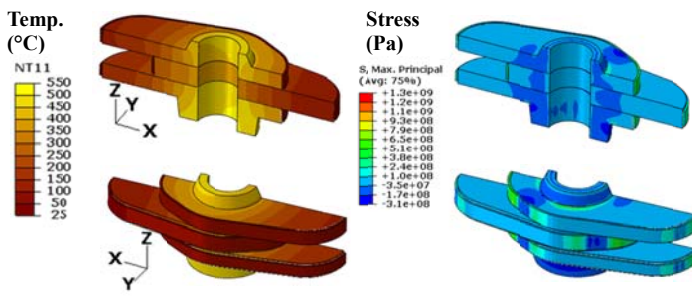 Temp.
(°C)
NT11
550
500
450
400
350
300
250
200
150
100
50
25
Z
Y
X
Z
X
Y
Stress
(Pa)
S, Max. Principal
(Avg: 75%)
+1.3e+09
+1.2e+09
+1.1e+09
+9.3e+08
+7.9e+08
+6.5e+08
+5.1e+08
+3.8e+08
+2.4e+08
+1.0e+08
-3.5e+07
-1.7e+08
-3.1e+08